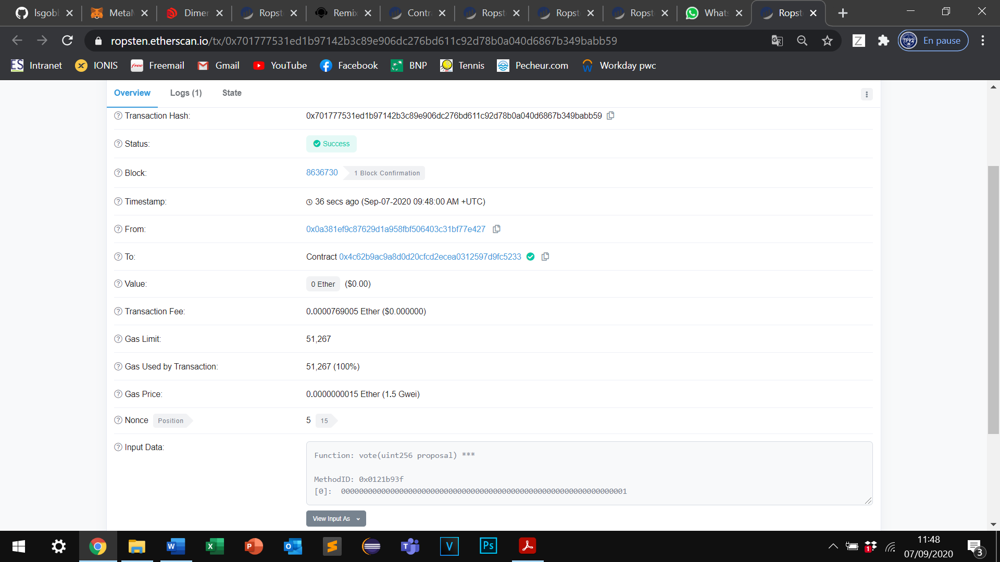 lsgobl
Meta
Dimer
Ropst
Remix
Contr
Ropst
Ropst
Ropst
What
Ropst
ropsten.etherscan.io/tx/0x701777531ed1b97142b3c89e906dc276bd611c92d78b0a040d6867b349babb59
En pause
Intranet IONIS Freemail Gmail YouTube Facebook BNP Tennis Pecheur.com Workday pwc
Overview Logs (1) State
Transaction Hash: 0x701777531ed1b97142b3c89e906dc276bd611c92d78b0a040d6867b349babb59
Status: Success
Block: 8636730 1 Block Confirmation
Timestamp: 36 secs ago (Sep-07-2020 09:48:00 AM +UTC)
From: 0x0a381ef9c87629d1a958fbf506403c31bf77e427
To: Contract 0x4c62b9ac9a8d0d20cfcd2ecea0312597d9fc5233
Value: 0 Ether ($0.00)
Transaction Fee: 0.0000769005 Ether ($0.000000)
Gas Limit: 51,267
Gas Used by Transaction: 51,267 (100%)
Gas Price: 0.0000000015 Ether (1.5 Gwei)
Nonce Position 5 15
Input Data:
Function: vote(uint256 proposal) ***
MethodID: 0x0121b93f
[0]: 0000000000000000000000000000000000000000000000000000000000000001
View Input As
11:48
07/09/2020
1
3